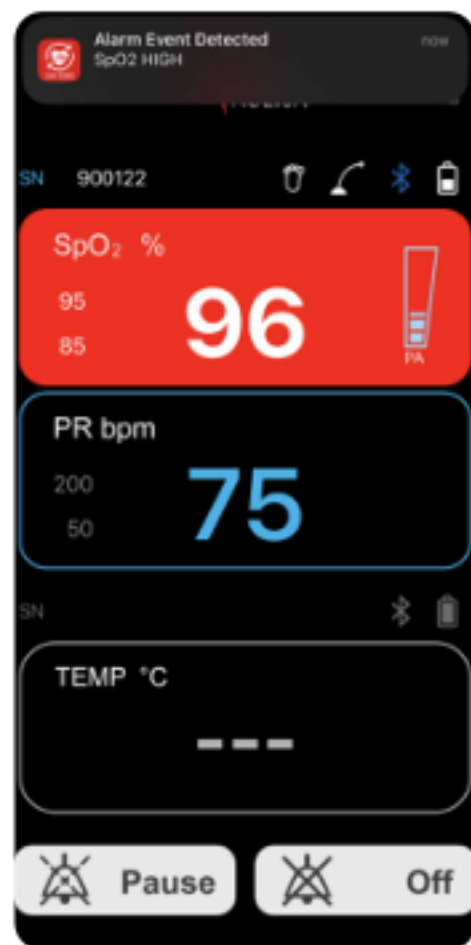 Alarm Event Detected
now
SpO2 HIGH
SN 900122
SpO₂ %
95
85
96
PA
PR bpm
200
50
75
SN
TEMP °C
---
Pause
Off